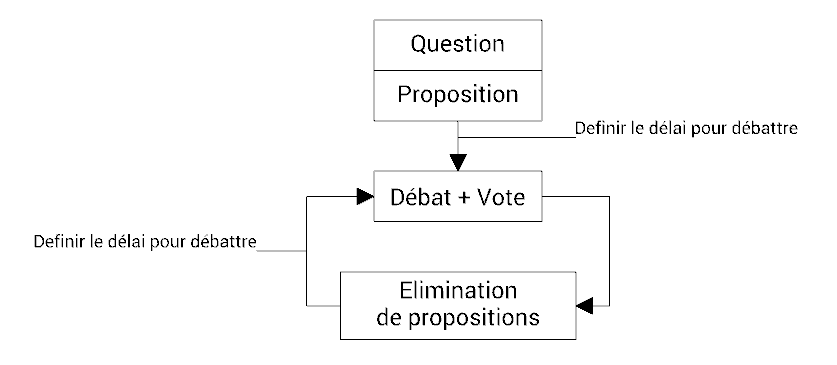 Question
Proposition
Definir le délai pour débattre
Débat + Vote
Definir le délai pour débattre
Elimination
de propositions